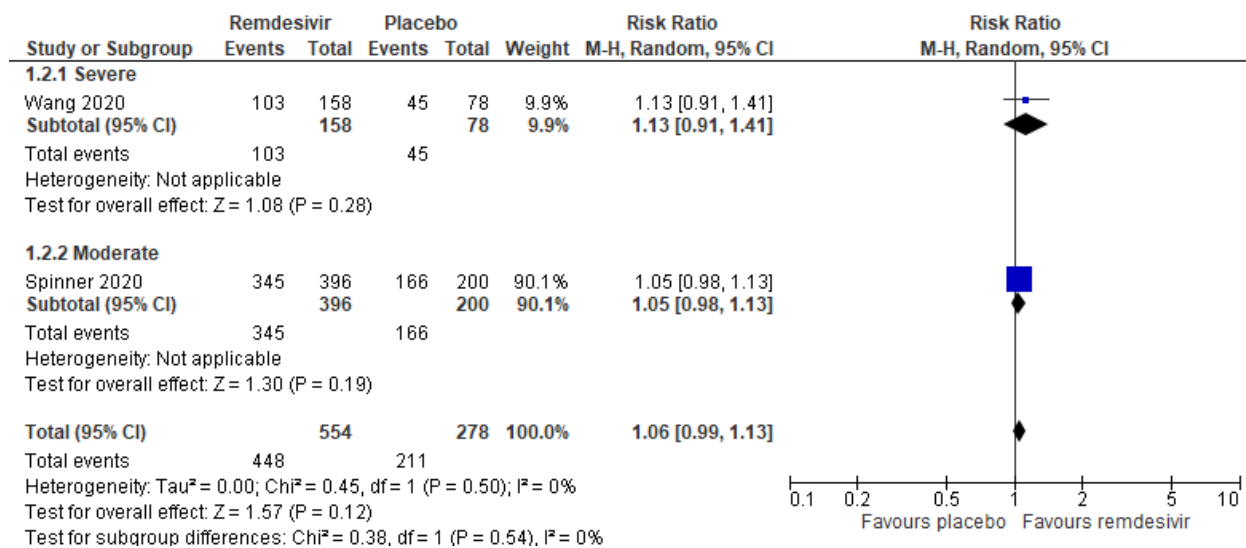 Remdesivir Placebo Risk Ratio Risk Ratio
Study or Subgroup Events Total Events Total Weight M-H, Random, 95% CI M-H, Random, 95% CI
1.2.1 Severe
Wang 2020 103 158 45 78 9.9% 1.13 [0.91, 1.41]
Subtotal (95% CI) 158 78 9.9% 1.13 [0.91, 1.41]
Total events 103 45
Heterogeneity: Not applicable
Test for overall effect: Z = 1.08 (P = 0.28)
1.2.2 Moderate
Spinner 2020 345 396 166 200 90.1% 1.05 [0.98, 1.13]
Subtotal (95% CI) 396 200 90.1% 1.05 [0.98, 1.13]
Total events 345 166
Heterogeneity: Not applicable
Test for overall effect: Z = 1.30 (P = 0.19)
Total (95% CI) 554 278 100.0% 1.06 [0.99, 1.13]
Total events 448 211
Heterogeneity: Tau² = 0.00; Chi² = 0.45, df = 1 (P = 0.50); I² = 0%
Test for overall effect: Z = 1.57 (P = 0.12)
Test for subgroup differences: Chi² = 0.38, df = 1 (P = 0.54), I² = 0%
0.1 0.2 0.5 1 2 5 10
Favours placebo Favours remdesivir